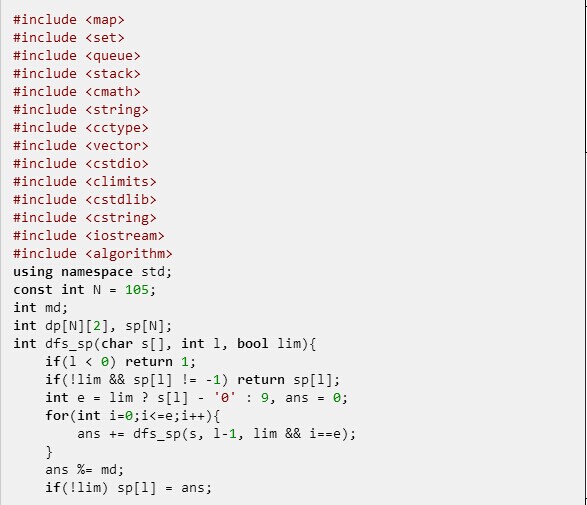 #include <map>
#include <set>
#include <queue>
#include <stack>
#include <cmath>
#include <string>
#include <cctype>
#include <vector>
#include <cstdio>
#include <climits>
#include <cstdlib>
#include <cstring>
#include <iostream>
#include <algorithm>
using namespace std;
const int N = 105;
int md;
int dp[N][2], sp[N];
int dfs_sp(char s[], int l, bool lim){
    if(l < 0) return 1;
    if(!lim && sp[l] != -1) return sp[l];
    int e = lim ? s[l] - '0' : 9, ans = 0;
    for(int i=0;i<=e;i++){
        ans += dfs_sp(s, l-1, lim && i==e);
    }
    ans %= md;
    if(!lim) sp[l] = ans;